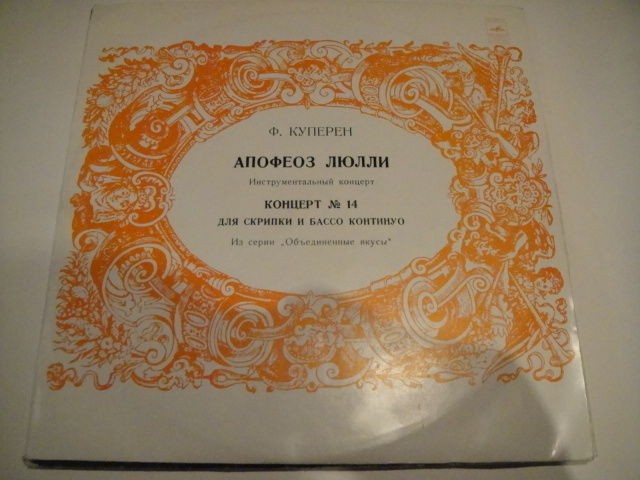 Ф. КУПЕРЕН
АПОФЕОЗ ЛЮЛЛИ
Инструментальный концерт
КОНЦЕРТ № 14
ДЛЯ СКРИПКИ И БАССО КОНТИНУО
Из серии „Объединенные вкусы"